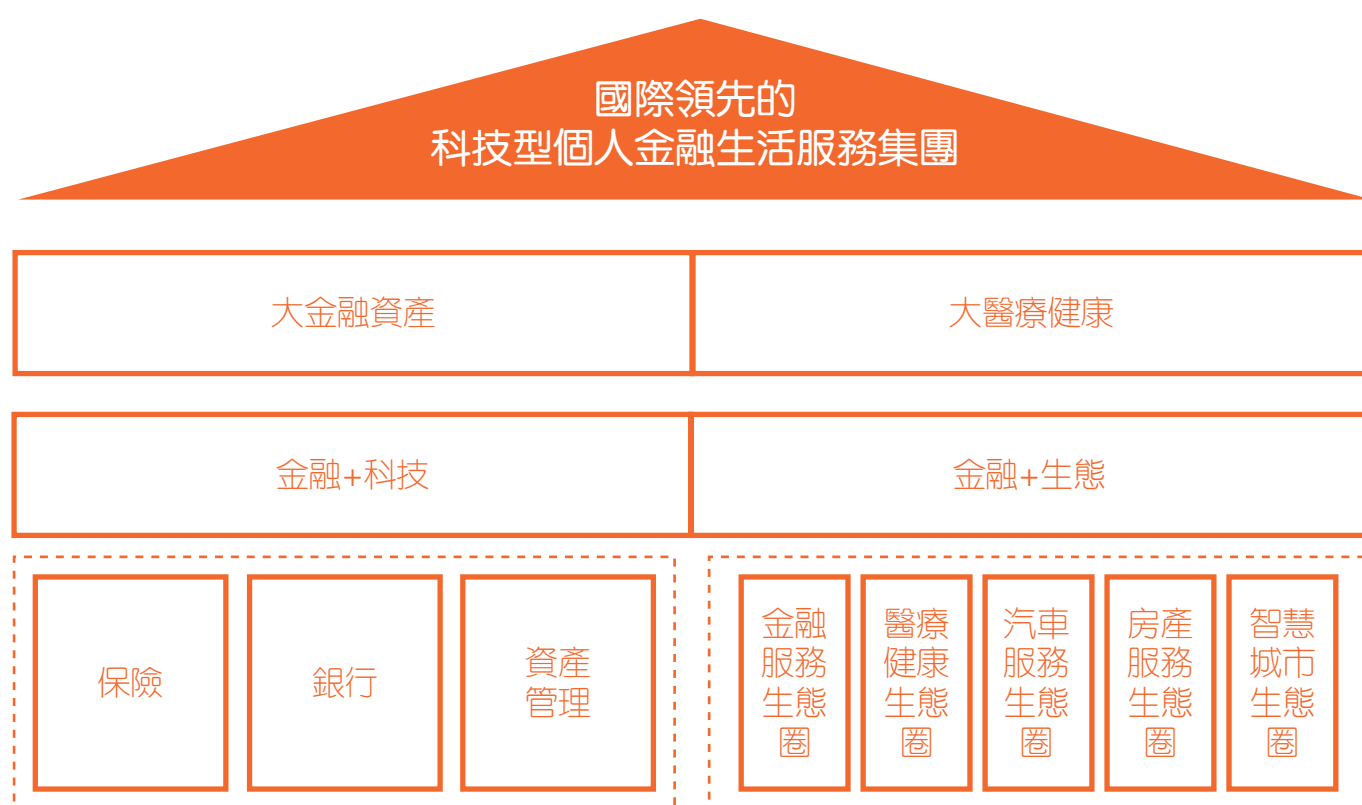 國際領先的
科技型個人金融生活服務集團
大金融資產
大醫療健康
金融+科技
金融+生態
保險
銀行
資產
管理
金融
服務
生態
圈
醫療
健康
生態
圈
汽車
服務
生態
圈
房產
服務
生態
圈
智慧
城市
生態
圈